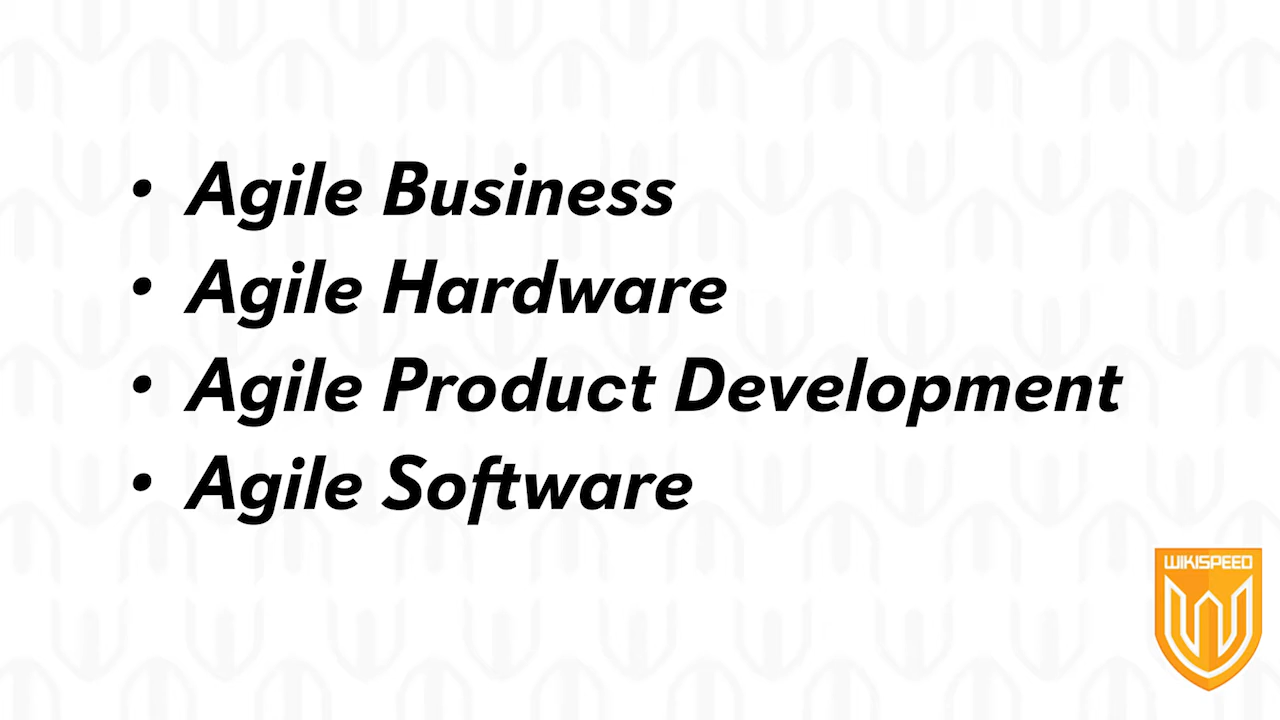 • Agile Business
• Agile Hardware
• Agile Product Development
• Agile Software
WIKISPEED